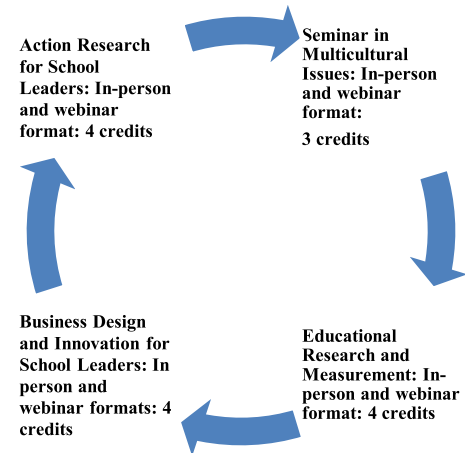 Action Research
for School
Leaders: In-person
and webinar
format: 4 credits
Seminar in
Multicultural
Issues: In-person
and webinar
format:
3 credits
Educational
Research and
Measurement: In-
person and webinar
format: 4 credits
Business Design
and Innovation for
School Leaders: In
person and
webinar formats: 4
credits